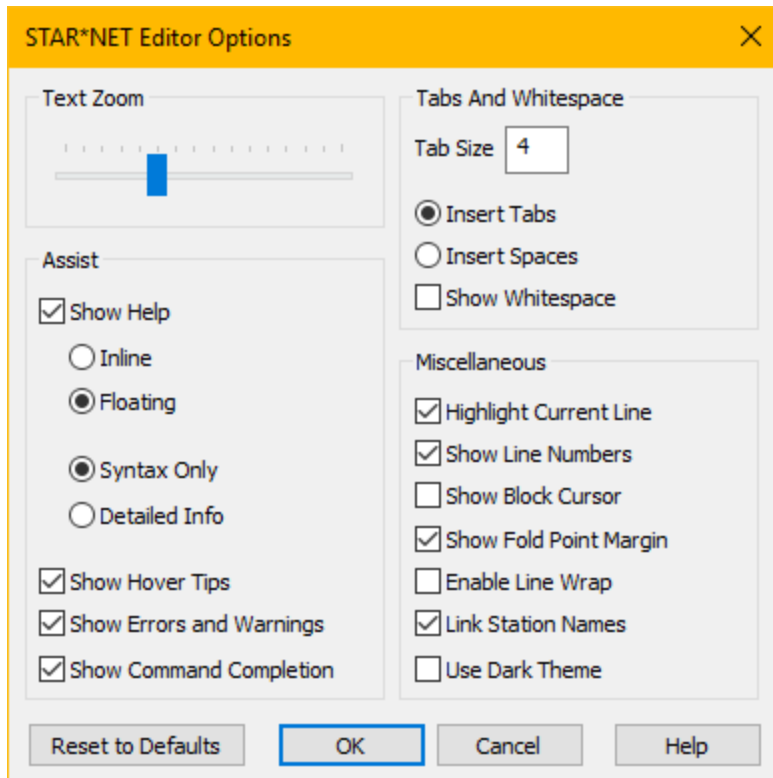 STAR*NET Editor Options
Text Zoom
Assist
Show Help
Inline
Floating
Syntax Only
Detailed Info
Show Hover Tips
Show Errors and Warnings
Show Command Completion
Tabs And Whitespace
Tab Size 4
Insert Tabs
Insert Spaces
Show Whitespace
Miscellaneous
Highlight Current Line
Show Line Numbers
Show Block Cursor
Show Fold Point Margin
Enable Line Wrap
Link Station Names
Use Dark Theme
Reset to Defaults OK Cancel Help